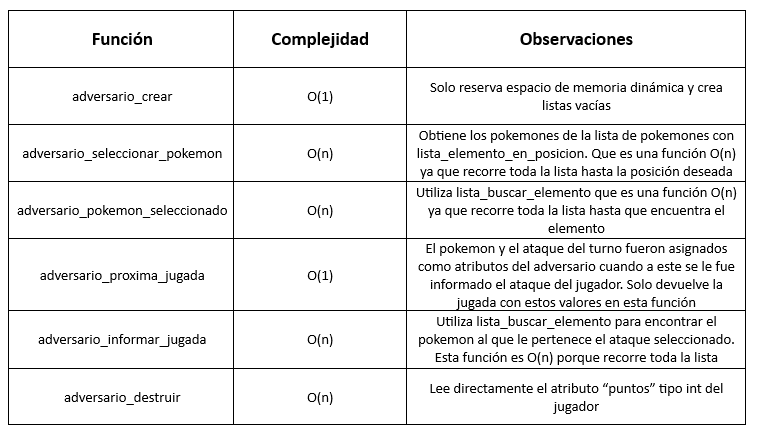 Función Complejidad Observaciones
adversario_crear O(1) Solo reserva espacio de memoria dinámica y crea
listas vacías
adversario_seleccionar_pokemon O(n) Obtiene los pokemones de la lista de pokemones con
lista_elemento_en_posicion. Que es una función O(n)
ya que recorre toda la lista hasta la posición deseada
adversario_pokemon_seleccionado O(n) Utiliza lista_buscar_elemento que es una función O(n)
ya que recorre toda la lista hasta que encuentra el
elemento
adversario_proxima_jugada O(1) El pokemon y el ataque del turno fueron asignados
como atributos del adversario cuando a este se le fue
informado el ataque del jugador. Solo devuelve la
jugada con estos valores en esta función
adversario_informar_jugada O(n) Utiliza lista_buscar_elemento para encontrar el
pokemon al que le pertenece el ataque seleccionado.
Esta función es O(n) porque recorre toda la lista
adversario_destruir O(n) Lee directamente el atributo “puntos” tipo int del
jugador